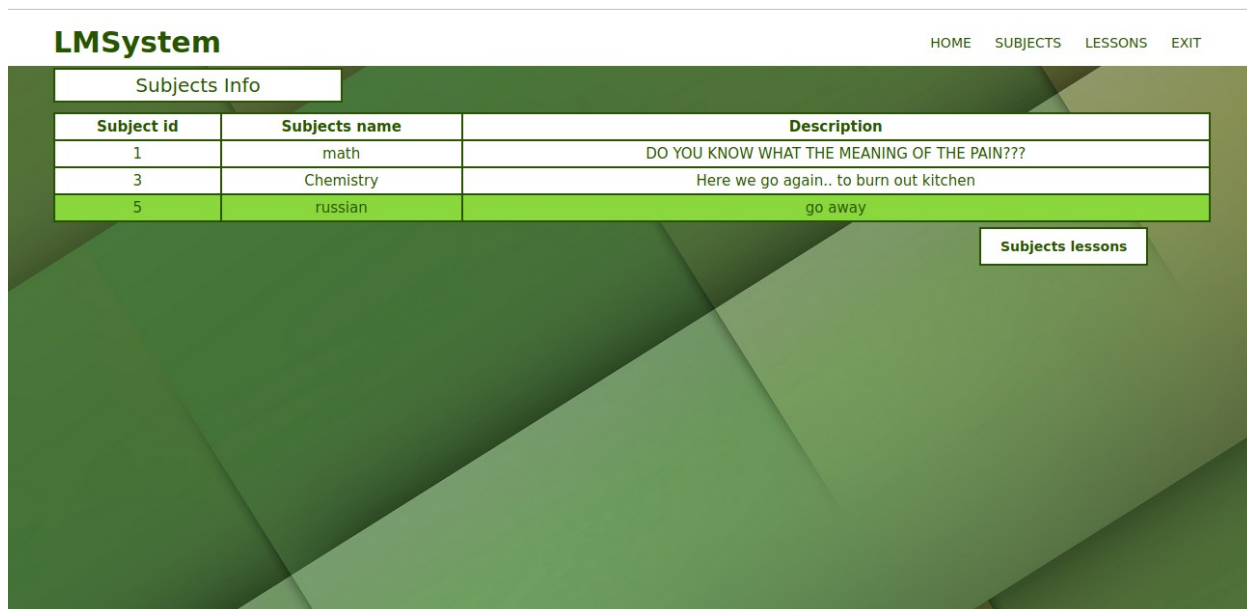 LMSystem HOME SUBJECTS LESSONS EXIT
Subjects Info
Subject id Subjects name Description
1 math DO YOU KNOW WHAT THE MEANING OF THE PAIN???
3 Chemistry Here we go again.. to burn out kitchen
5 russian go away
Subjects lessons